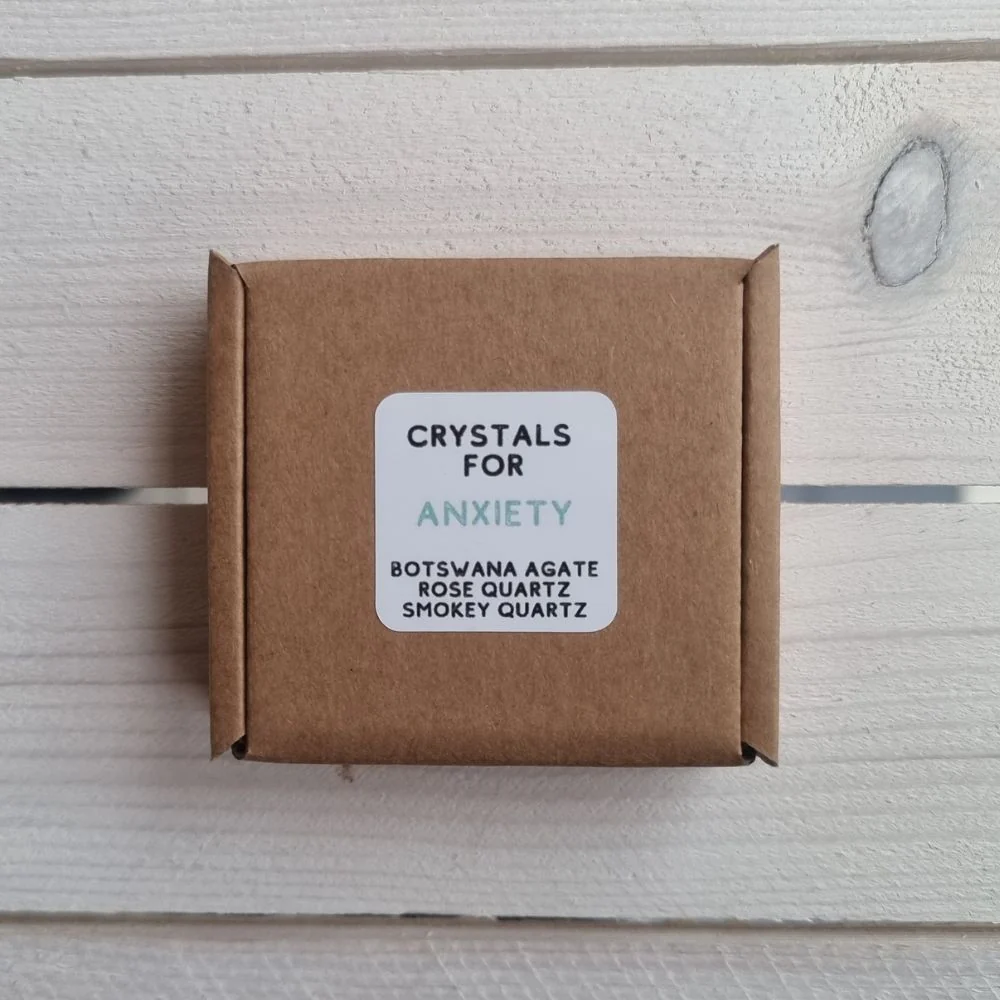 CRYSTALS
FOR
ANXIETY
BOTSWANA AGATE
ROSE QUARTZ
SMOKEY QUARTZ